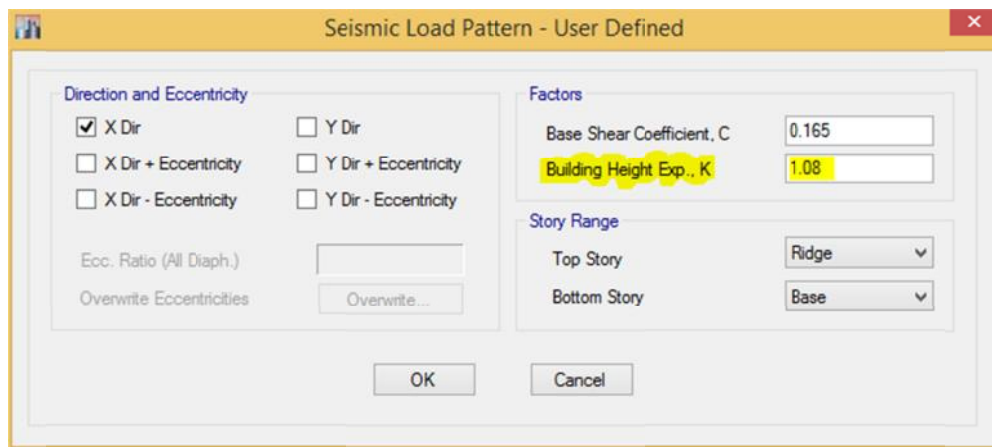 Seismic Load Pattern - User Defined
Direction and Eccentricity
X Dir
Y Dir
X Dir + Eccentricity
Y Dir + Eccentricity
X Dir - Eccentricity
Y Dir - Eccentricity
Ecc. Ratio (All Diaph.)
Overwrite Eccentricities
Overwrite...
Factors
Base Shear Coefficient, C
0.165
Building Height Exp., K
1.08
Story Range
Top Story
Ridge
Bottom Story
Base
OK
Cancel